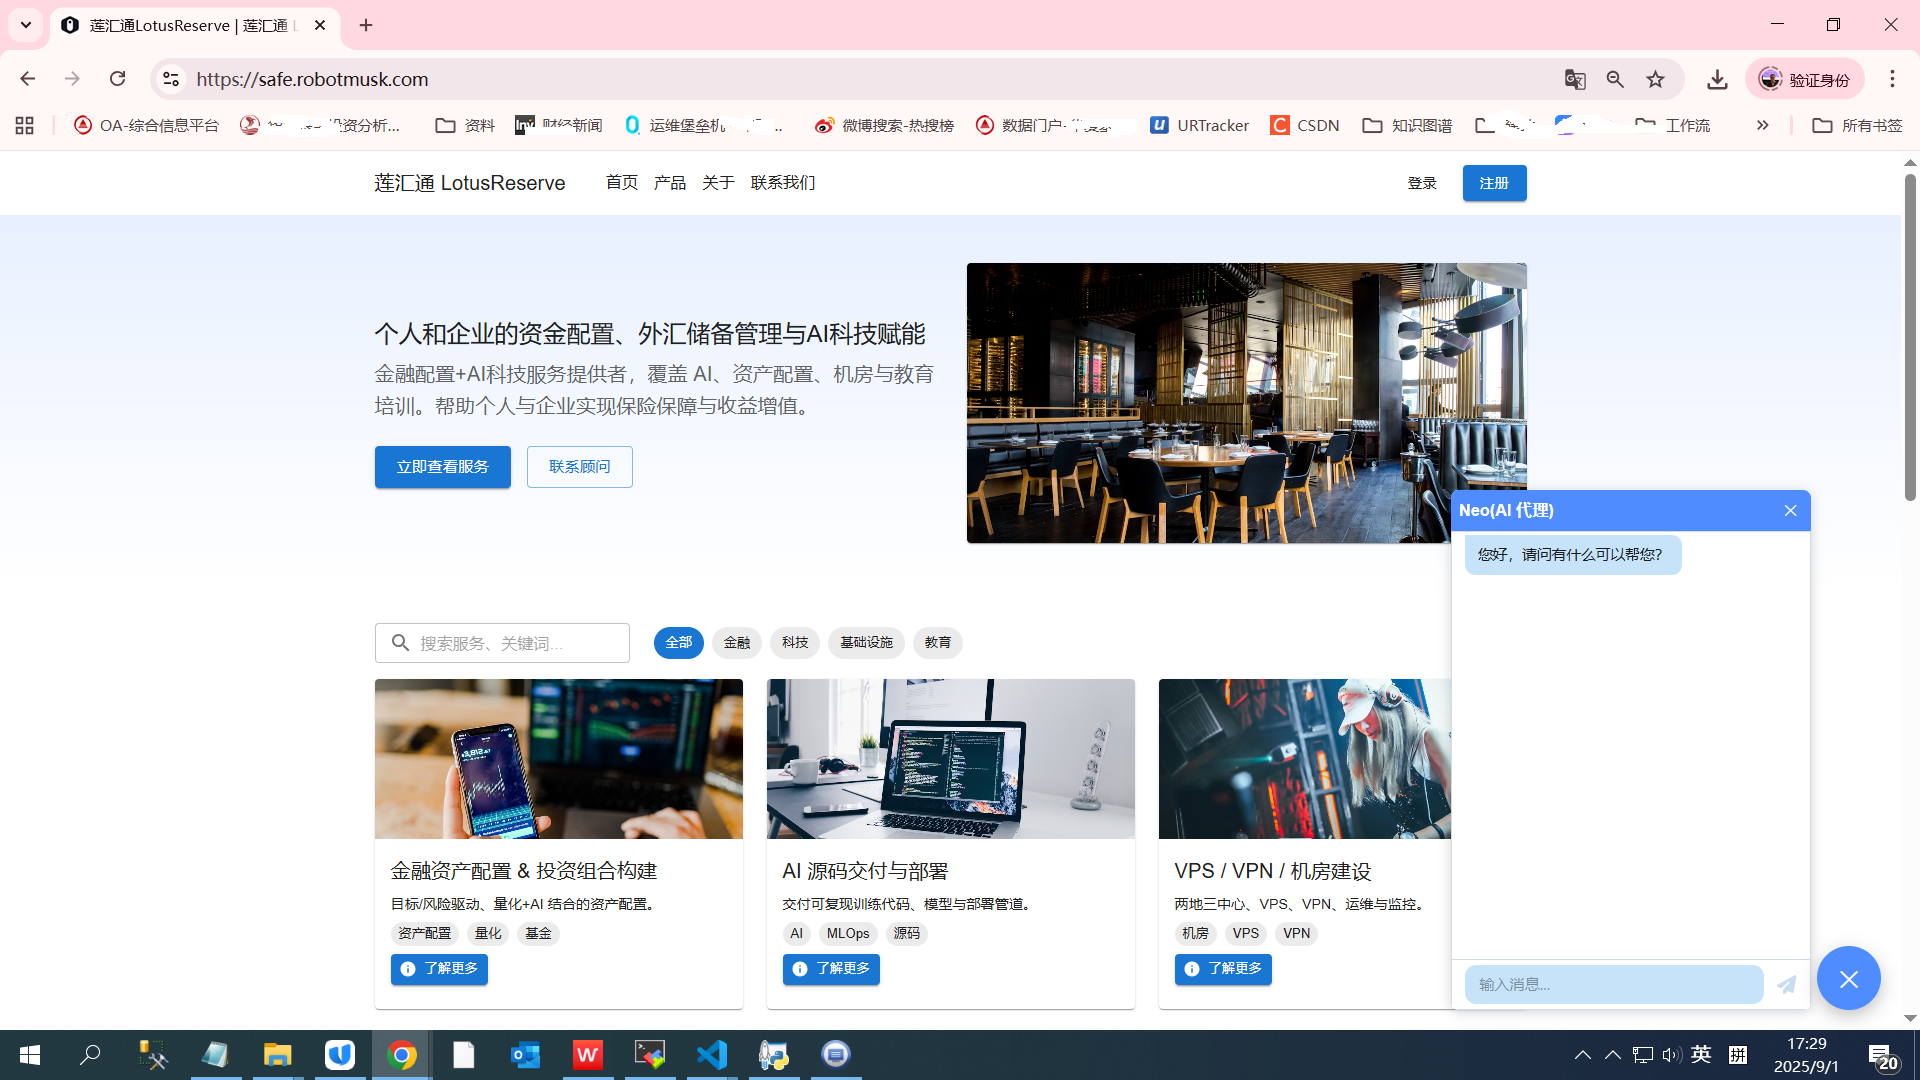 莲汇通LotusReserve | 莲汇通 L
https://safe.robotmusk.com
验证身份
OA-综合信息平台
投资分析...
资料
财经新闻
运维堡垒机
...
微博搜索-热搜榜
数据门户-
URTracker
CSDN
知识图谱
工作流
所有书签
莲汇通 LotusReserve
首页
产品
关于
联系我们
登录
注册
个人和企业的资金配置、外汇储备管理与AI科技赋能
金融配置+AI科技服务提供者，覆盖 AI、资产配置、机房与教育
培训。帮助个人与企业实现保险保障与收益增值。
立即查看服务
联系顾问
Neo(AI 代理)
您好，请问有什么可以帮您?
搜索服务、关键词...
全部
金融
科技
基础设施
教育
金融资产配置 & 投资组合构建
目标/风险驱动、量化+AI 结合的资产配置。
资产配置
量化
基金
了解更多
AI 源码交付与部署
交付可复现训练代码、模型与部署管道。
AI
MLOps
源码
了解更多
VPS / VPN / 机房建设
两地三中心、VPS、VPN、运维与监控。
机房
VPS
VPN
了解更多
输入消息...
英
拼
17:29
2025/9/1
20